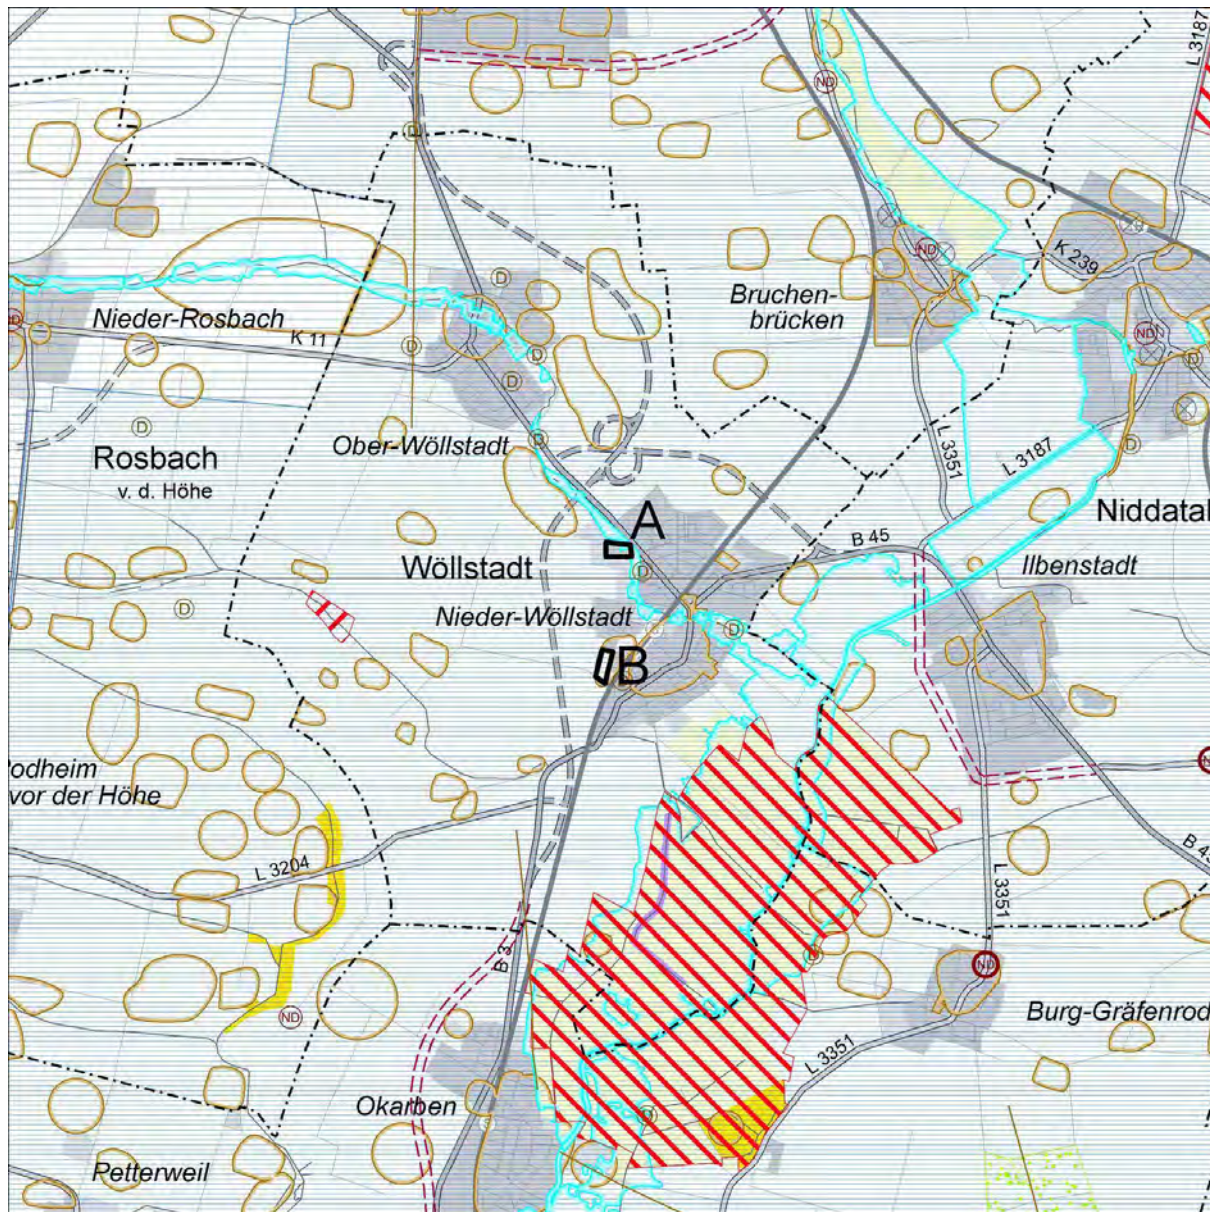 L 3187
ND
D
ND
K 239
Bruchen-
brücken
D
Nieder-Rosbach
K 11
ND
ND
D
D
D
D
D
Rosbach
v. d. Höhe
Ober-Wöllstadt
D
L 3351
L 3187
D
D
Niddatal
A
B 45
Wöllstadt
D
Ilbenstadt
D
Nieder-Wöllstadt
D
B
odheim
vor der Höhe
L 3204
B 3
L 3351
D
ND
ND
Burg-Gräfenrod
L 3351
Okarben
D
Petterweil